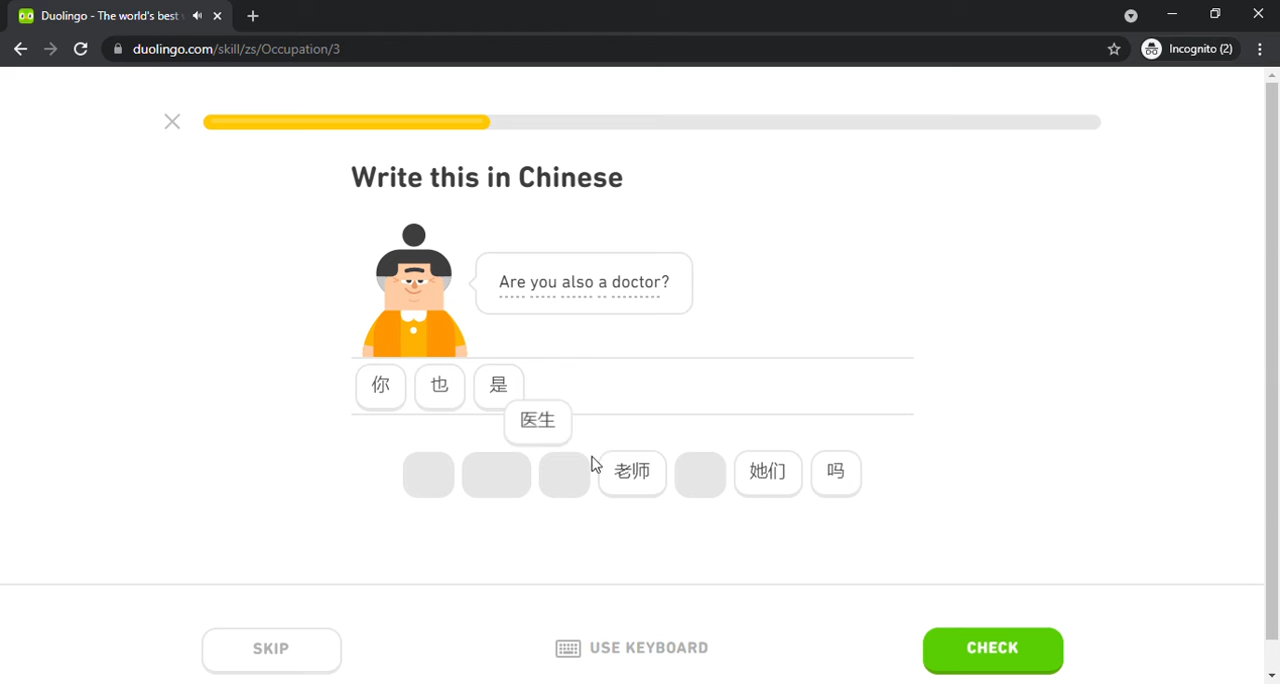 Duolingo - The world's best
duolingo.com/skill/zs/Occupation/3
Incognito (2)
Write this in Chinese
Are you also a doctor?
你 也 是
医生
老师 她们 吗
SKIP
USE KEYBOARD
CHECK